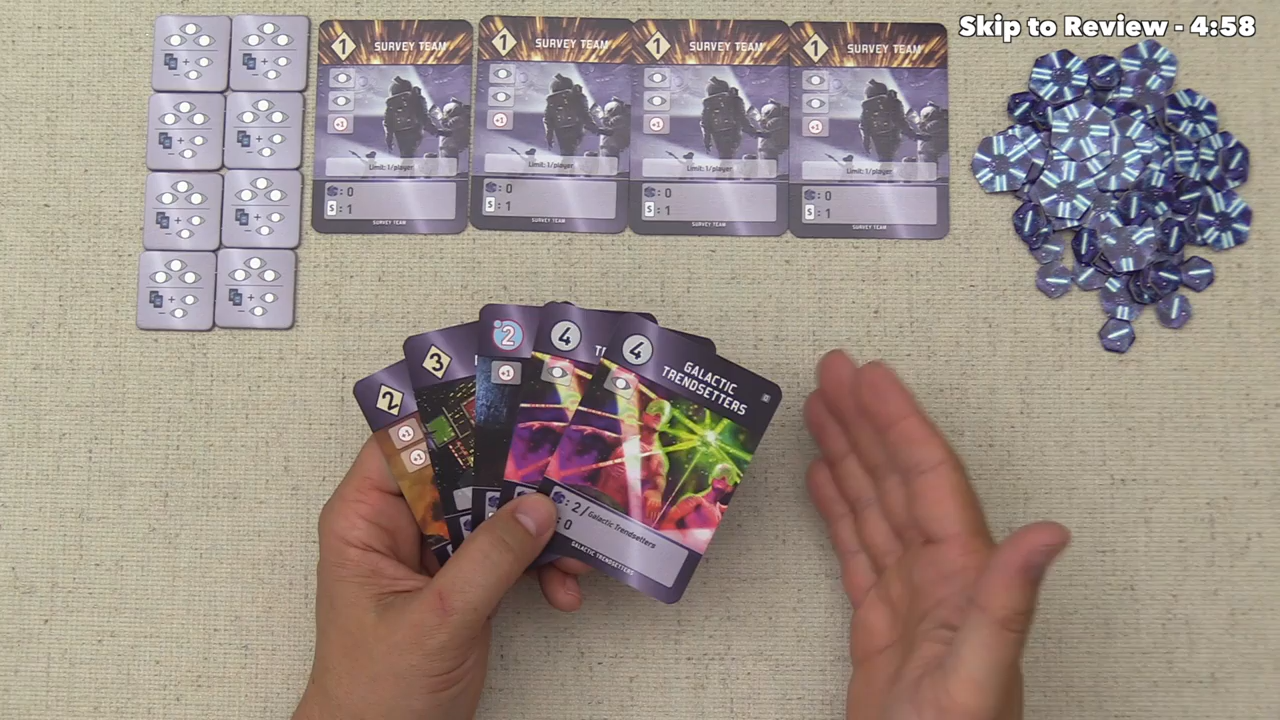 Skip to Review - 4:58
1 SURVEY TEAM
+1
Limit: 1/player
: 0
S : 1
SURVEY TEAM
1 SURVEY TEAM
+1
Limit: 1/player
: 0
S : 1
SURVEY TEAM
1 SURVEY TEAM
+1
Limit: 1/player
: 0
S : 1
SURVEY TEAM
1 SURVEY TEAM
+1
Limit: 1/player
: 0
S : 1
SURVEY TEAM
2
+1
+1
3
2
+1
4
4
GALACTIC
TRENDSETTERS
: 2 / Galactic Trendsetters
: 0
GALACTIC TRENDSETTERS